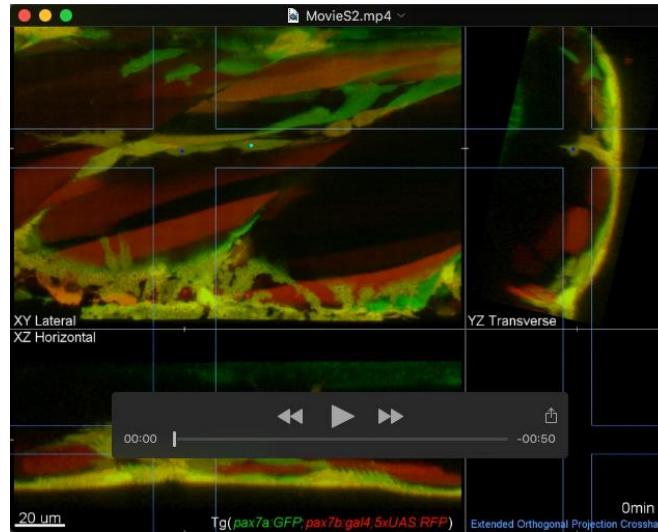 MovieS2.mp4
XY Lateral
YZ Transverse
XZ Horizontal
00:00
-00:50
0min
20 um
Tg(pax7a:GFP;pax7b:gal4;5xUAS:RFP)
Extended Orthogonal Projection Crossha